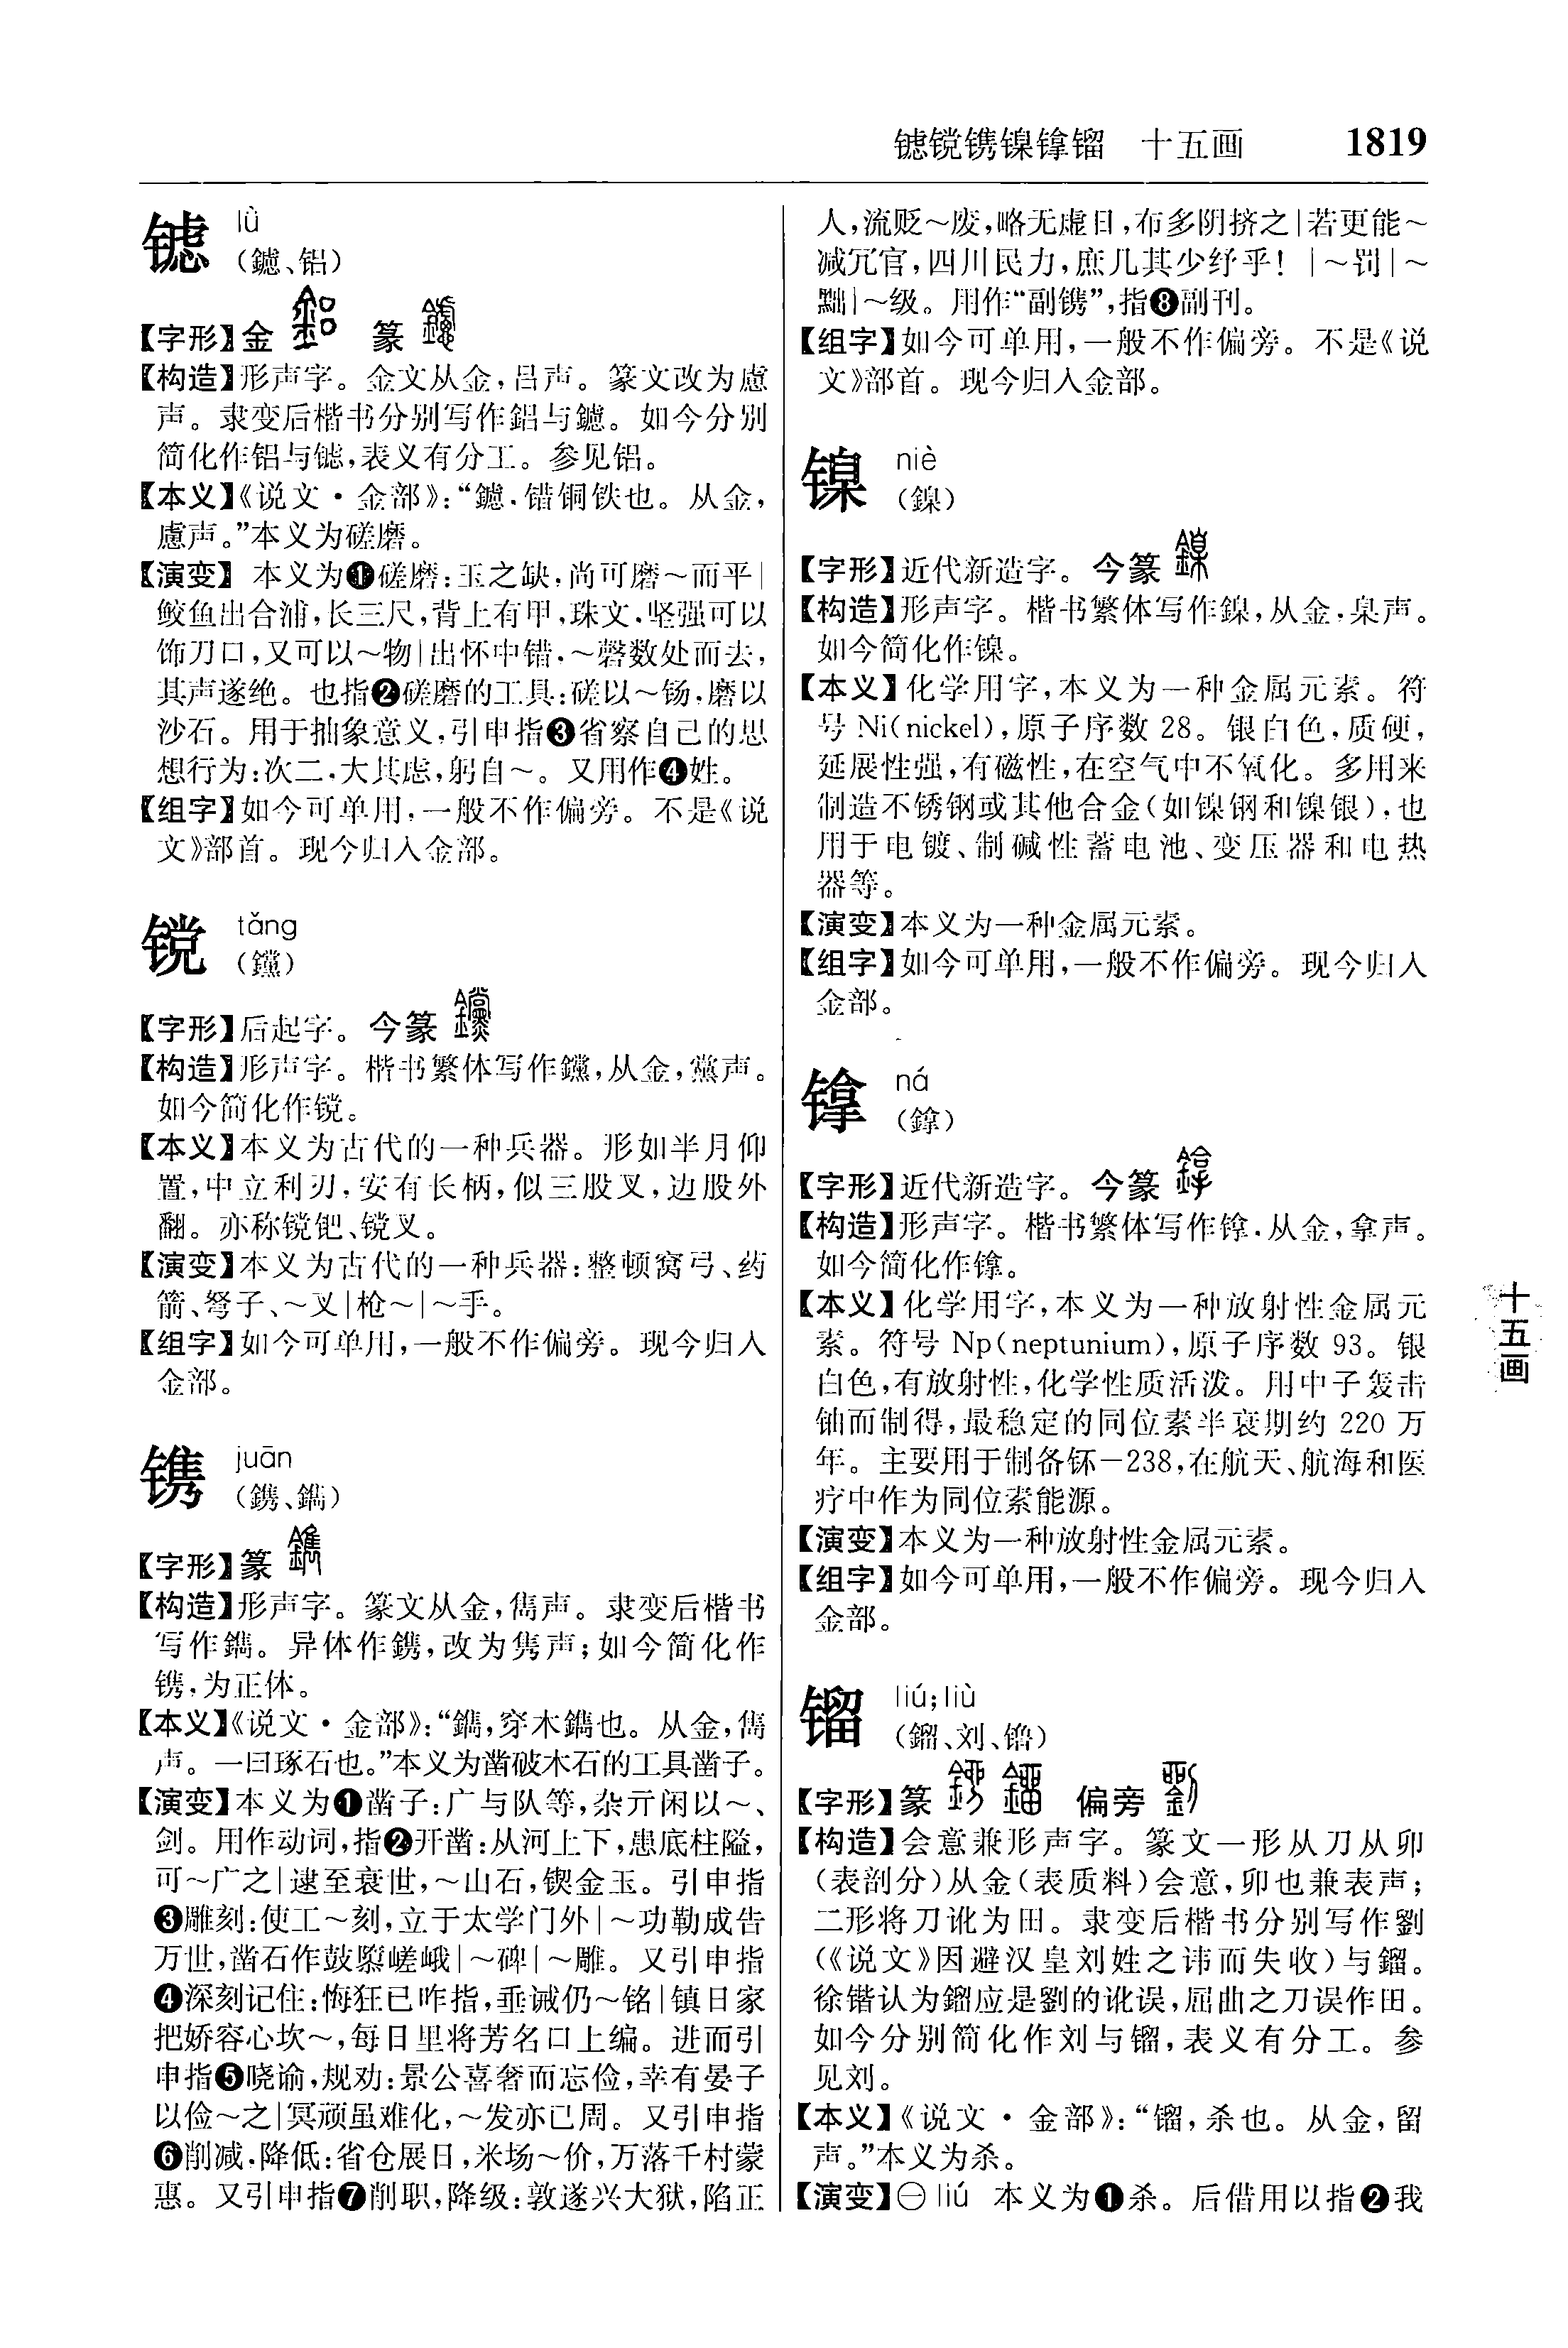 铋镋镌镍镎镏 十五画 1819
lǜ
(鑢、铝)
【字形】金 篆
【构造】形声字。金文从金，吕声。篆文改为慮
声。隶变后楷书分别写作鋁与鑢。如今分别
简化作铝与𬭩，表义有分工。参见铝。
【本义】《说文·金部》：“鑢，错铜铁也。从金，
慮声。”本义为磋磨。
【演变】 本义为❶磋磨：玉之缺，尚可磨～而平|
鲛鱼出合浦，长三尺，背上有甲，珠文，坚强可以
饰刀口，又可以～物|出怀中错，～磬数处而去，
其声遂绝。也指❷磋磨的工具：磋以～钖，磨以
沙石。用于抽象意义，引申指❸省察自己的思
想行为：次二，大其虑，躬自～。又用作❹姓。
【组字】如今可单用，一般不作偏旁。不是《说
文》部首。现今归入金部。
镋 tǎng
(钂)
【字形】后起字。今篆
【构造】形声字。楷书繁体写作钂，从金，黨声。
如今简化作镋。
【本义】本义为古代的一种兵器。形如半月仰
置，中立利刃，安有长柄，似三股叉，边股外
翻。亦称镋钯、镋叉。
【演变】本义为古代的一种兵器：整顿窝弓、药
箭、弩子、～叉|枪～|～手。
【组字】如今可单用，一般不作偏旁。现今归入
金部。
镌 juān
(鎸、鐫)
【字形】篆
【构造】形声字。篆文从金，雋声。隶变后楷书
写作鐫。异体作鎸，改为隽声；如今简化作
镌，为正体。
【本义】《说文·金部》：“鐫，穿木鐫也。从金，雋
声。一曰琢石也。”本义为凿破木石的工具凿子。
【演变】本义为❶凿子：广与队等，杂亓闲以～、
剑。用作动词，指❷开凿：从河上下，患底柱隘，
可～广之|逮至衰世，～山石，锲金玉。引申指
❸雕刻：使工～刻，立于太学门外|～功勒成告
万世，凿石作鼓隳嵯峨|～碑|～雕。又引申指
❹深刻记住：悔狂已咋指，垂诫仍～铭|镇日家
把娇容心坎～，每日里将芳名口上编。进而引
申指❺晓谕，规劝：景公喜奢而忘俭，幸有晏子
以俭～之|冥顽虽难化，～发亦已周。又引申指
❻削减，降低：省仓展日，米场～价，万落千村蒙
惠。又引申指❼削职，降级：敦遂兴大狱，陷正
人，流贬～废，略无虚日，布多阴挤之|若更能～
减冗官，四川民力，庶几其少纾乎！|～罚|～
黜|～级。用作“副镌”，指❽副刊。
【组字】如今可单用，一般不作偏旁。不是《说
文》部首。现今归入金部。
镍 niè
(鎳)
【字形】近代新造字。今篆
【构造】形声字。楷书繁体写作鎳，从金，臬声。
如今简化作镍。
【本义】化学用字，本义为一种金属元素。符
号 Ni(nickel)，原子序数 28。银白色，质硬，
延展性强，有磁性，在空气中不氧化。多用来
制造不锈钢或其他合金(如镍钢和镍银)，也
用于电镀、制碱性蓄电池、变压器和电热
器等。
【演变】本义为一种金属元素。
【组字】如今可单用，一般不作偏旁。现今归入
金部。
镎 ná
(鎿)
【字形】近代新造字。今篆
【构造】形声字。楷书繁体写作鎿，从金，拿声。
如今简化作镎。
【本义】化学用字，本义为一种放射性金属元
素。符号 Np(neptunium)，原子序数 93。银
白色，有放射性，化学性质活泼。用中子轰击
铀而制得，最稳定的同位素半衰期约 220 万
年。主要用于制备钚－238，在航天、航海和医
疗中作为同位素能源。
【演变】本义为一种放射性金属元素。
【组字】如今可单用，一般不作偏旁。现今归入
金部。
镏 liú；liù
(鎦、刘)
【字形】篆 偏旁
【构造】会意兼形声字。篆文一形从刀从卯
(表剖分)从金(表质料)会意，卯也兼表声；
二形将刀讹为田。隶变后楷书分别写作劉
(《说文》因避汉皇刘姓之讳而失收)与鎦。
徐锴认为鎦应是劉的讹误，屈曲之刀误作田。
如今分别简化作刘与镏，表义有分工。参
见刘。
【本义】《说文·金部》：“镏，杀也。从金，留
声。”本义为杀。
【演变】㊀ liú 本义为❶杀。后借用以指❷我
十五画